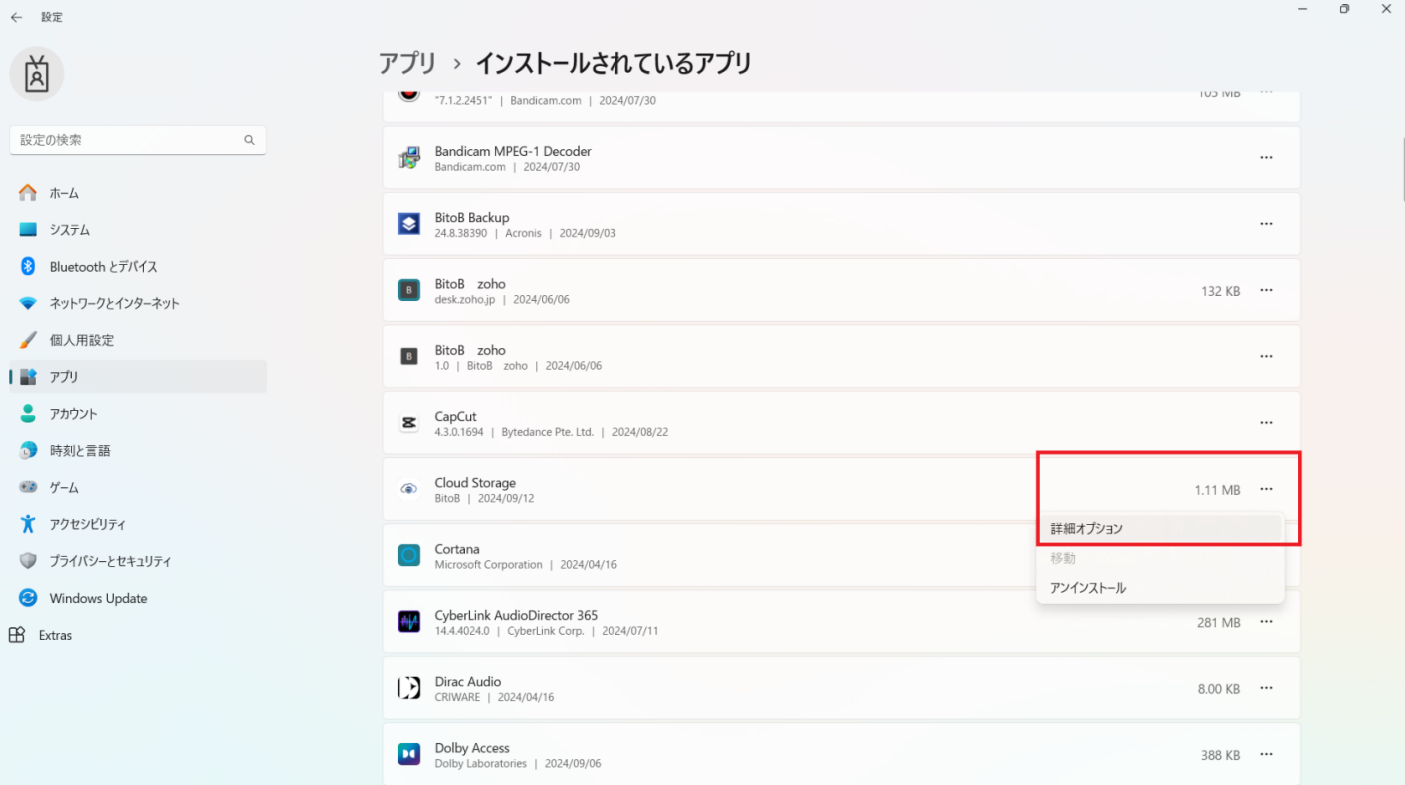 設定
アプリ › インストールされているアプリ
設定の検索
ホーム
システム
Bluetooth とデバイス
ネットワークとインターネット
個人用設定
アプリ
アカウント
時刻と言語
ゲーム
アクセシビリティ
プライバシーとセキュリティ
Windows Update
Extras
"7.1.2.2451" | Bandicam.com | 2024/07/30
105 MB
Bandicam MPEG-1 Decoder
Bandicam.com | 2024/07/30
BitoB Backup
24.8.38390 | Acronis | 2024/09/03
BitoB　zoho
desk.zoho.jp | 2024/06/06
132 KB
BitoB　zoho
1.0 | BitoB　zoho | 2024/06/06
CapCut
4.3.0.1694 | Bytedance Pte. Ltd. | 2024/08/22
Cloud Storage
BitoB | 2024/09/12
1.11 MB
詳細オプション
移動
アンインストール
Cortana
Microsoft Corporation | 2024/04/16
CyberLink AudioDirector 365
14.4.4024.0 | CyberLink Corp. | 2024/07/11
281 MB
Dirac Audio
CRIWARE | 2024/04/16
8.00 KB
Dolby Access
Dolby Laboratories | 2024/09/06
388 KB